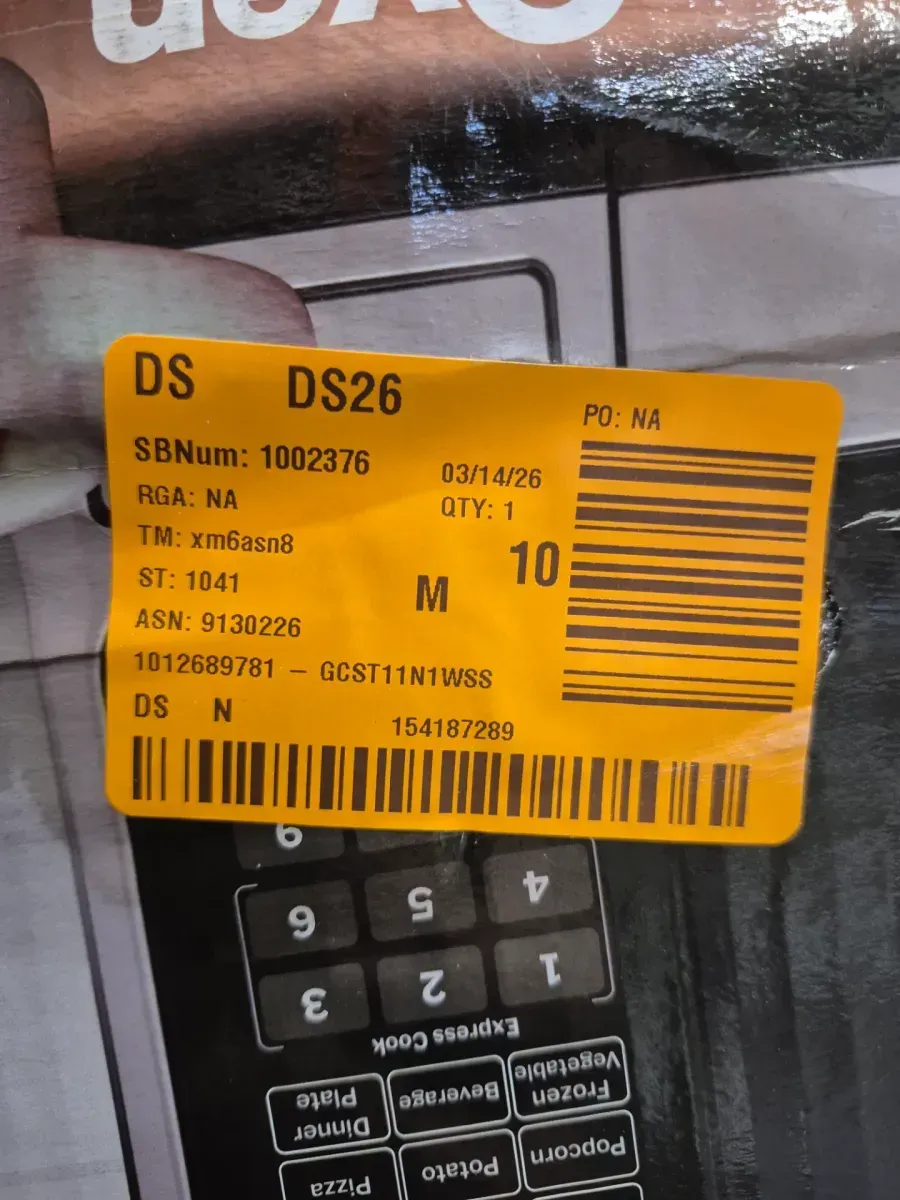 Oven
DS DS26
PO: NA
SBNum: 1002376
03/14/26
RGA: NA
QTY: 1
TM: xm6asn8
10
ST: 1041
M
ASN: 9130226
1012689781 – GCST11N1WSS
DS N
154187289
9
6 5 4
3 2 1
Express Cook
Dinner Plate
Beverage
Frozen Vegetable
Pizza
Potato
Popcorn